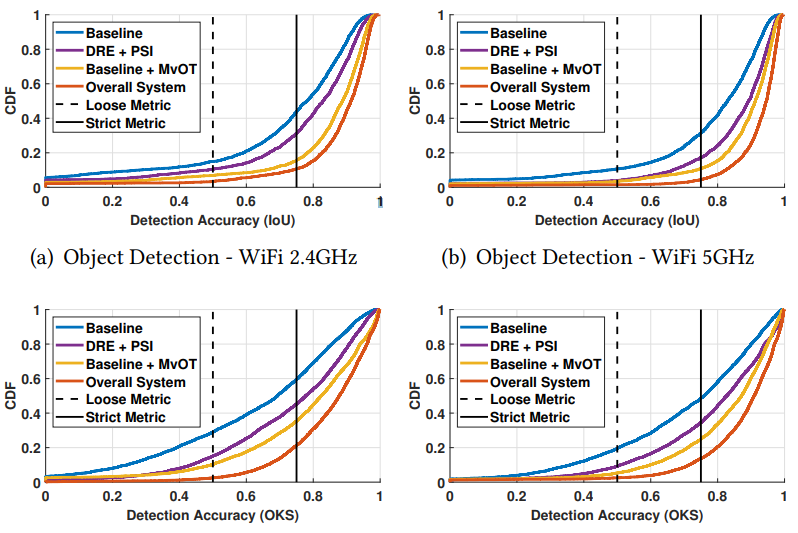 1
0.8
0.6
0.4
0.2
0
CDF
Baseline
DRE + PSI
Baseline + MvOT
Overall System
Loose Metric
Strict Metric
0 0.2 0.4 0.6 0.8 1
Detection Accuracy (IoU)
(a) Object Detection - WiFi 2.4GHz
1
0.8
0.6
0.4
0.2
0
CDF
Baseline
DRE + PSI
Baseline + MvOT
Overall System
Loose Metric
Strict Metric
0 0.2 0.4 0.6 0.8 1
Detection Accuracy (IoU)
(b) Object Detection - WiFi 5GHz
1
0.8
0.6
0.4
0.2
0
CDF
Baseline
DRE + PSI
Baseline + MvOT
Overall System
Loose Metric
Strict Metric
0 0.2 0.4 0.6 0.8 1
Detection Accuracy (OKS)
1
0.8
0.6
0.4
0.2
0
CDF
Baseline
DRE + PSI
Baseline + MvOT
Overall System
Loose Metric
Strict Metric
0 0.2 0.4 0.6 0.8 1
Detection Accuracy (OKS)